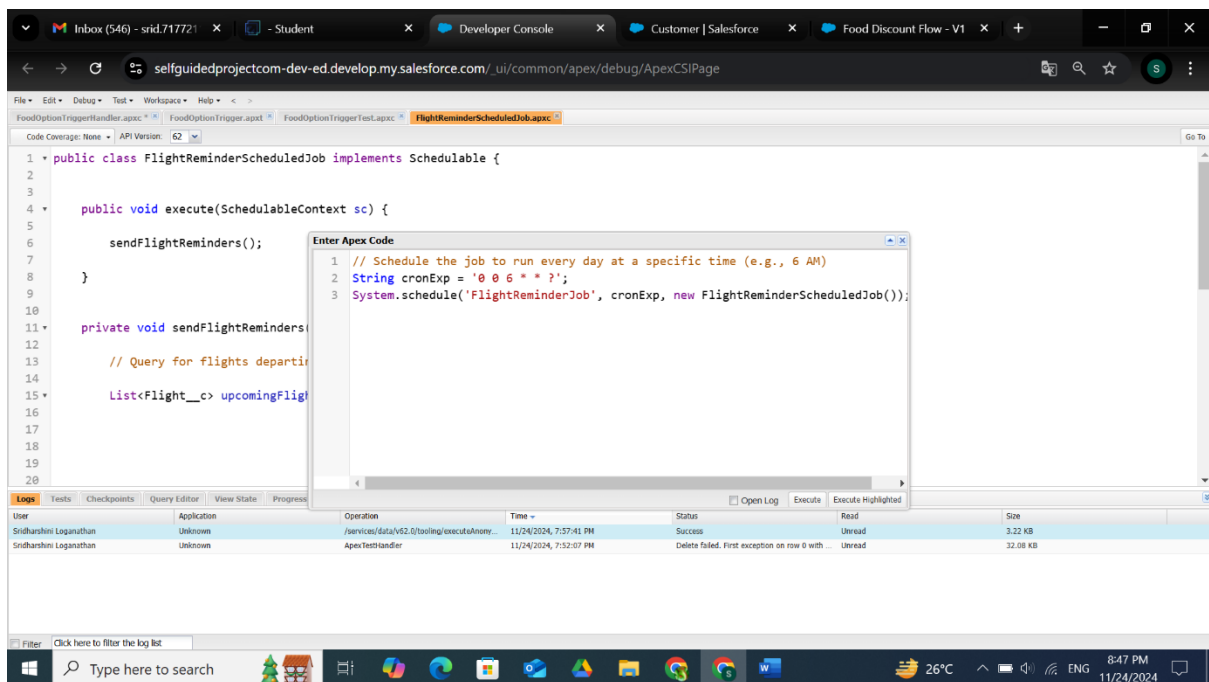 Inbox (546) - srid.717721
- Student
Developer Console
Customer | Salesforce
Food Discount Flow - V1
selfguidedprojectcom-dev-ed.develop.my.salesforce.com/_ui/common/apex/debug/ApexCSIPage
S
File Edit Debug Test Workspace Help < >
FoodOptionTriggerHandler.apxc * FoodOptionTrigger.apxt FoodOptionTriggerTest.apxc FlightReminderScheduledJob.apxc
Code Coverage: None API Version: 62 Go To
1 public class FlightReminderScheduledJob implements Schedulable {
2
3
4 public void execute(SchedulableContext sc) {
5
6 sendFlightReminders();
7
8 }
9
10
11 private void sendFlightReminders(
12
13 // Query for flights departin
14
15 List<Flight__c> upcomingFligh
16
17
18
19
20
Enter Apex Code
1 // Schedule the job to run every day at a specific time (e.g., 6 AM)
2 String cronExp = '0 0 6 * * ?';
3 System.schedule('FlightReminderJob', cronExp, new FlightReminderScheduledJob());
Open Log Execute Execute Highlighted
Logs Tests Checkpoints Query Editor View State Progress
User Application Operation Time Status Read Size
Sridharshini Loganathan Unknown /services/data/v62.0/tooling/executeAnony... 11/24/2024, 7:57:41 PM Success Unread 3.22 KB
Sridharshini Loganathan Unknown ApexTestHandler 11/24/2024, 7:52:07 PM Delete failed. First exception on row 0 with ... Unread 32.08 KB
Filter Click here to filter the log list
Type here to search
26°C
ENG
8:47 PM
11/24/2024